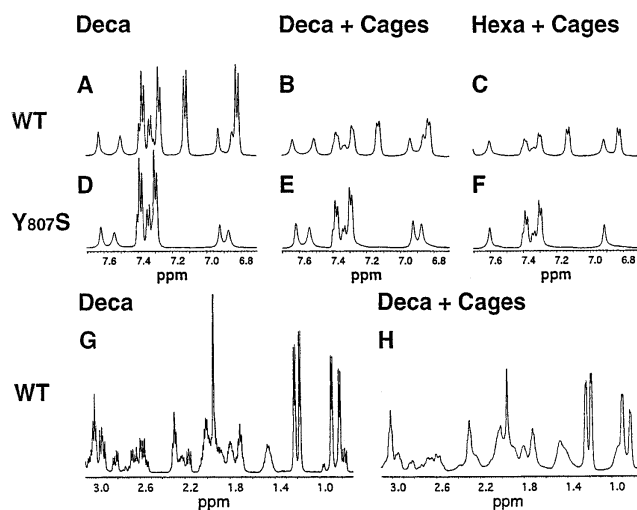 Deca Deca + Cages Hexa + Cages
A B C
WT
D E F
Y807S
7.6 7.4 7.2 7.0 6.8 7.6 7.4 7.2 7.0 6.8 7.6 7.4 7.2 7.0 6.8
ppm ppm ppm
Deca Deca + Cages
G H
WT
3.0 2.6 2.2 1.8 1.4 1.0 3.0 2.6 2.2 1.8 1.4 1.0
ppm ppm